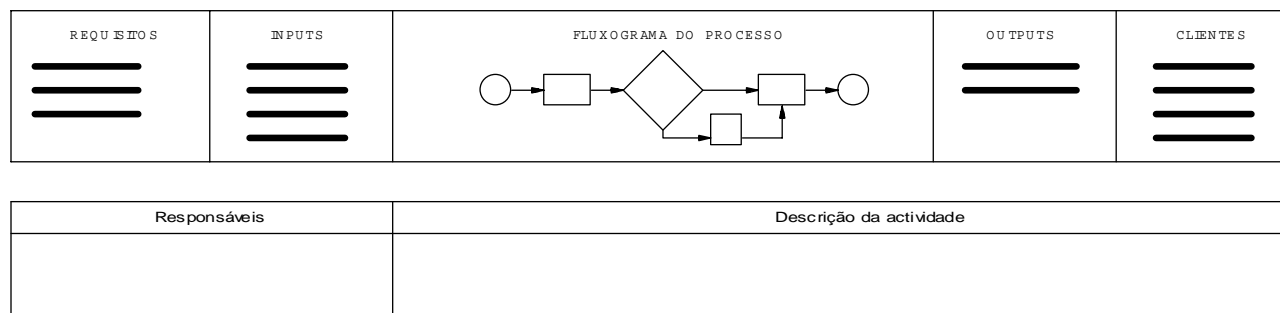 REQUISITOS
INPUTS
FLUXOGRAMA DO PROCESSO
OUTPUTS
CLIENTES
Responsáveis
Descrição da actividade